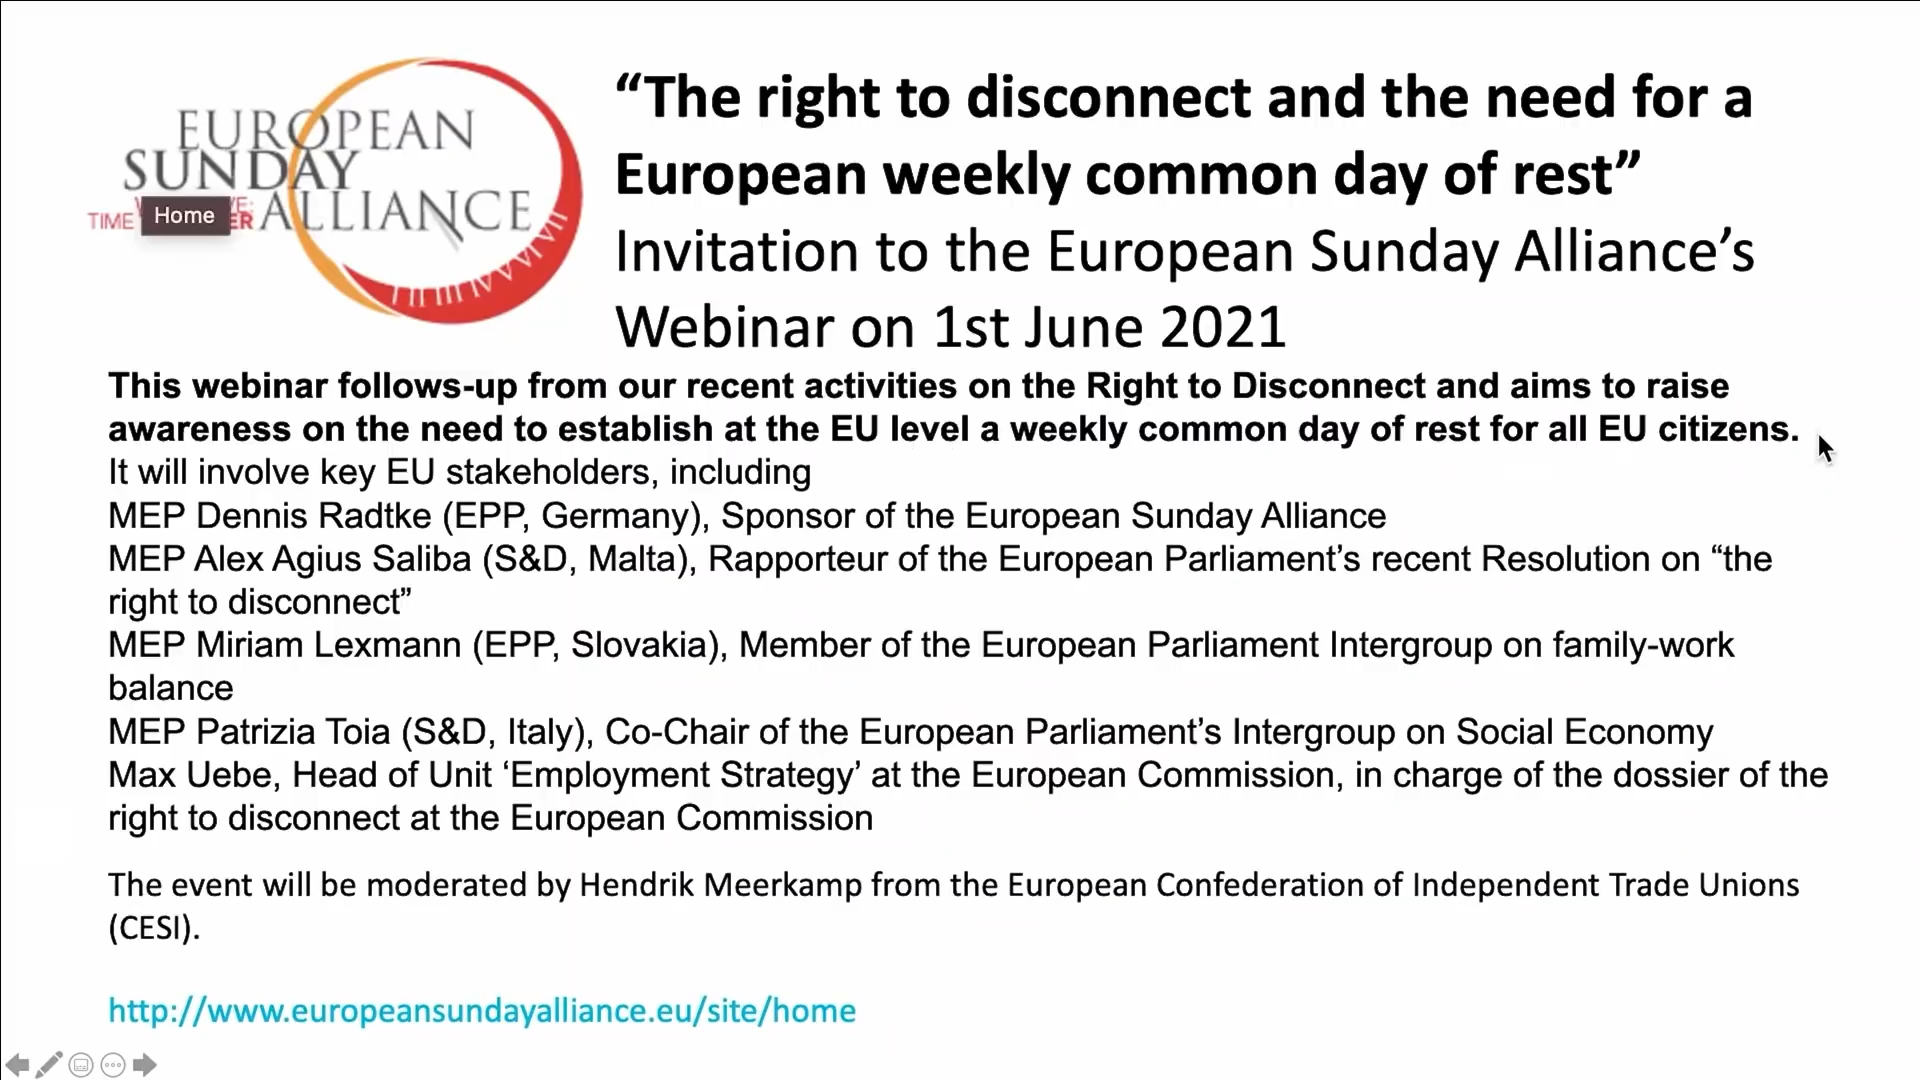 EUROPEAN
SUNDAY
TIME Home ER ALLIANCE
“The right to disconnect and the need for a
European weekly common day of rest”
Invitation to the European Sunday Alliance’s
Webinar on 1st June 2021
This webinar follows-up from our recent activities on the Right to Disconnect and aims to raise
awareness on the need to establish at the EU level a weekly common day of rest for all EU citizens.
It will involve key EU stakeholders, including
MEP Dennis Radtke (EPP, Germany), Sponsor of the European Sunday Alliance
MEP Alex Agius Saliba (S&D, Malta), Rapporteur of the European Parliament’s recent Resolution on “the
right to disconnect”
MEP Miriam Lexmann (EPP, Slovakia), Member of the European Parliament Intergroup on family-work
balance
MEP Patrizia Toia (S&D, Italy), Co-Chair of the European Parliament’s Intergroup on Social Economy
Max Uebe, Head of Unit ‘Employment Strategy’ at the European Commission, in charge of the dossier of the
right to disconnect at the European Commission
The event will be moderated by Hendrik Meerkamp from the European Confederation of Independent Trade Unions
(CESI).
http://www.europeansundayalliance.eu/site/home